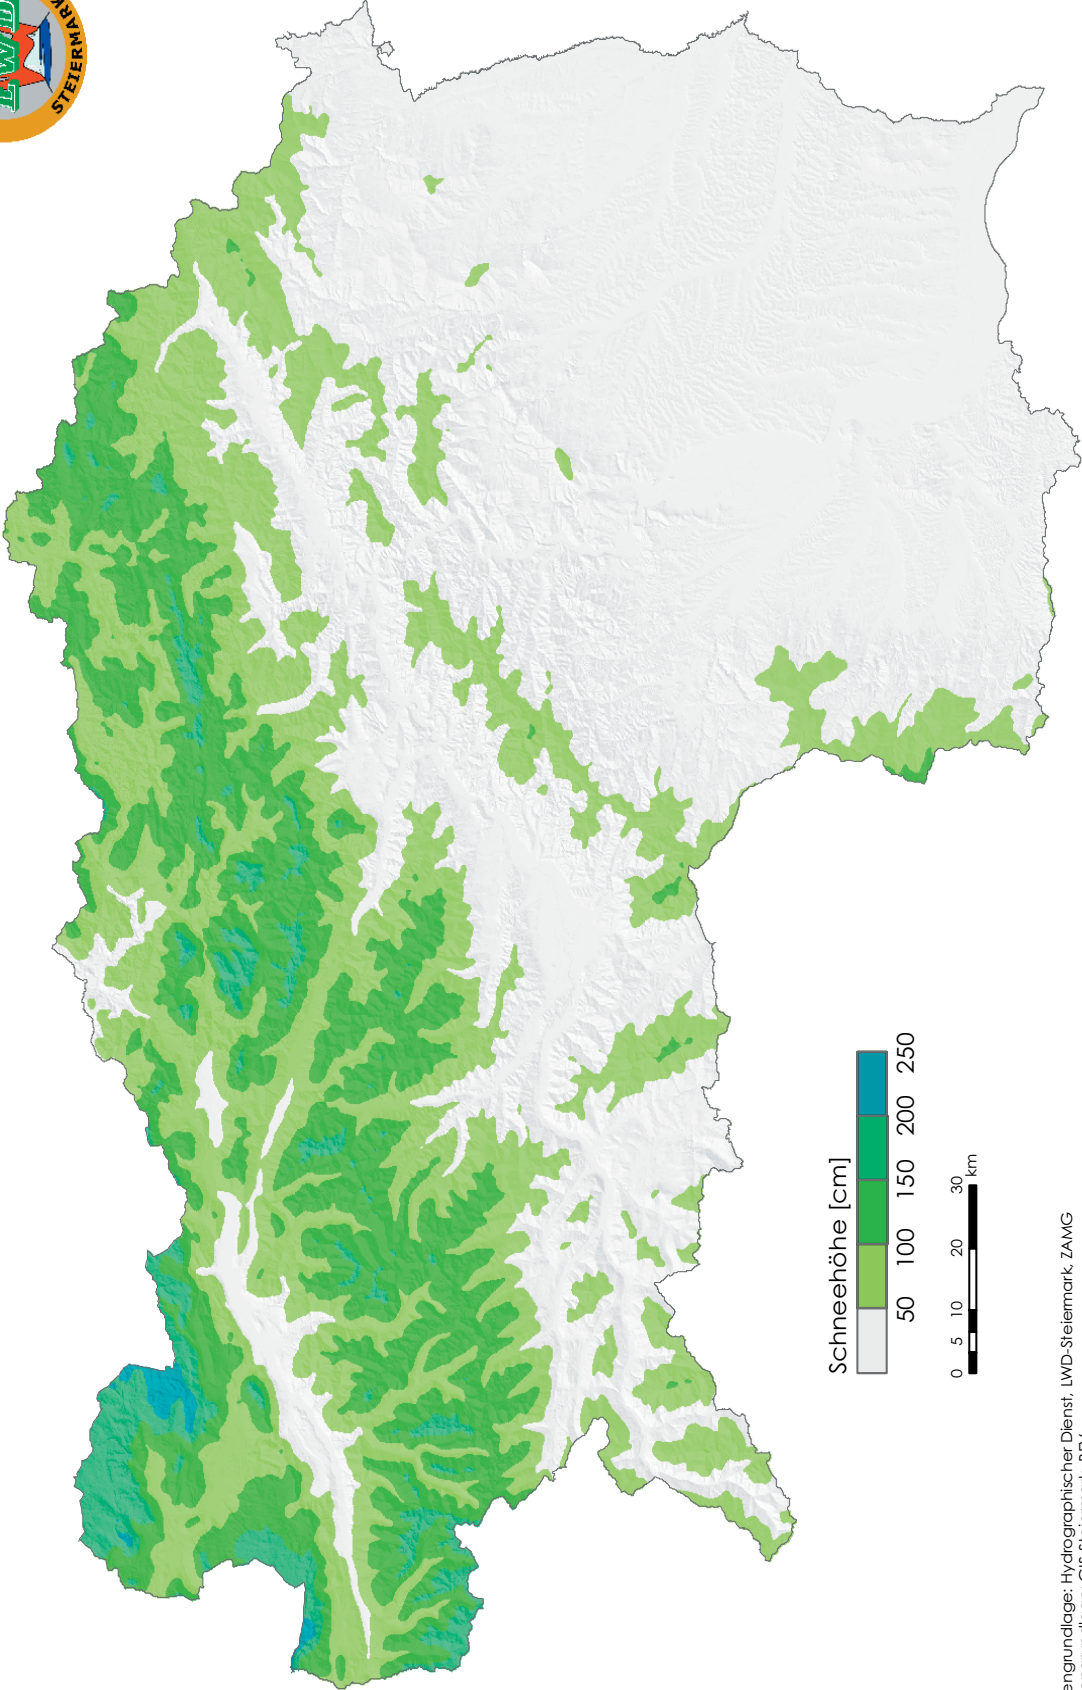 LWD
STEIERMARK
Schneehöhe [cm]
50 100 150 200 250
0 5 10 20 30 km
engrundlage: Hydrographischer Dienst, LWD-Steiermark, ZAMG